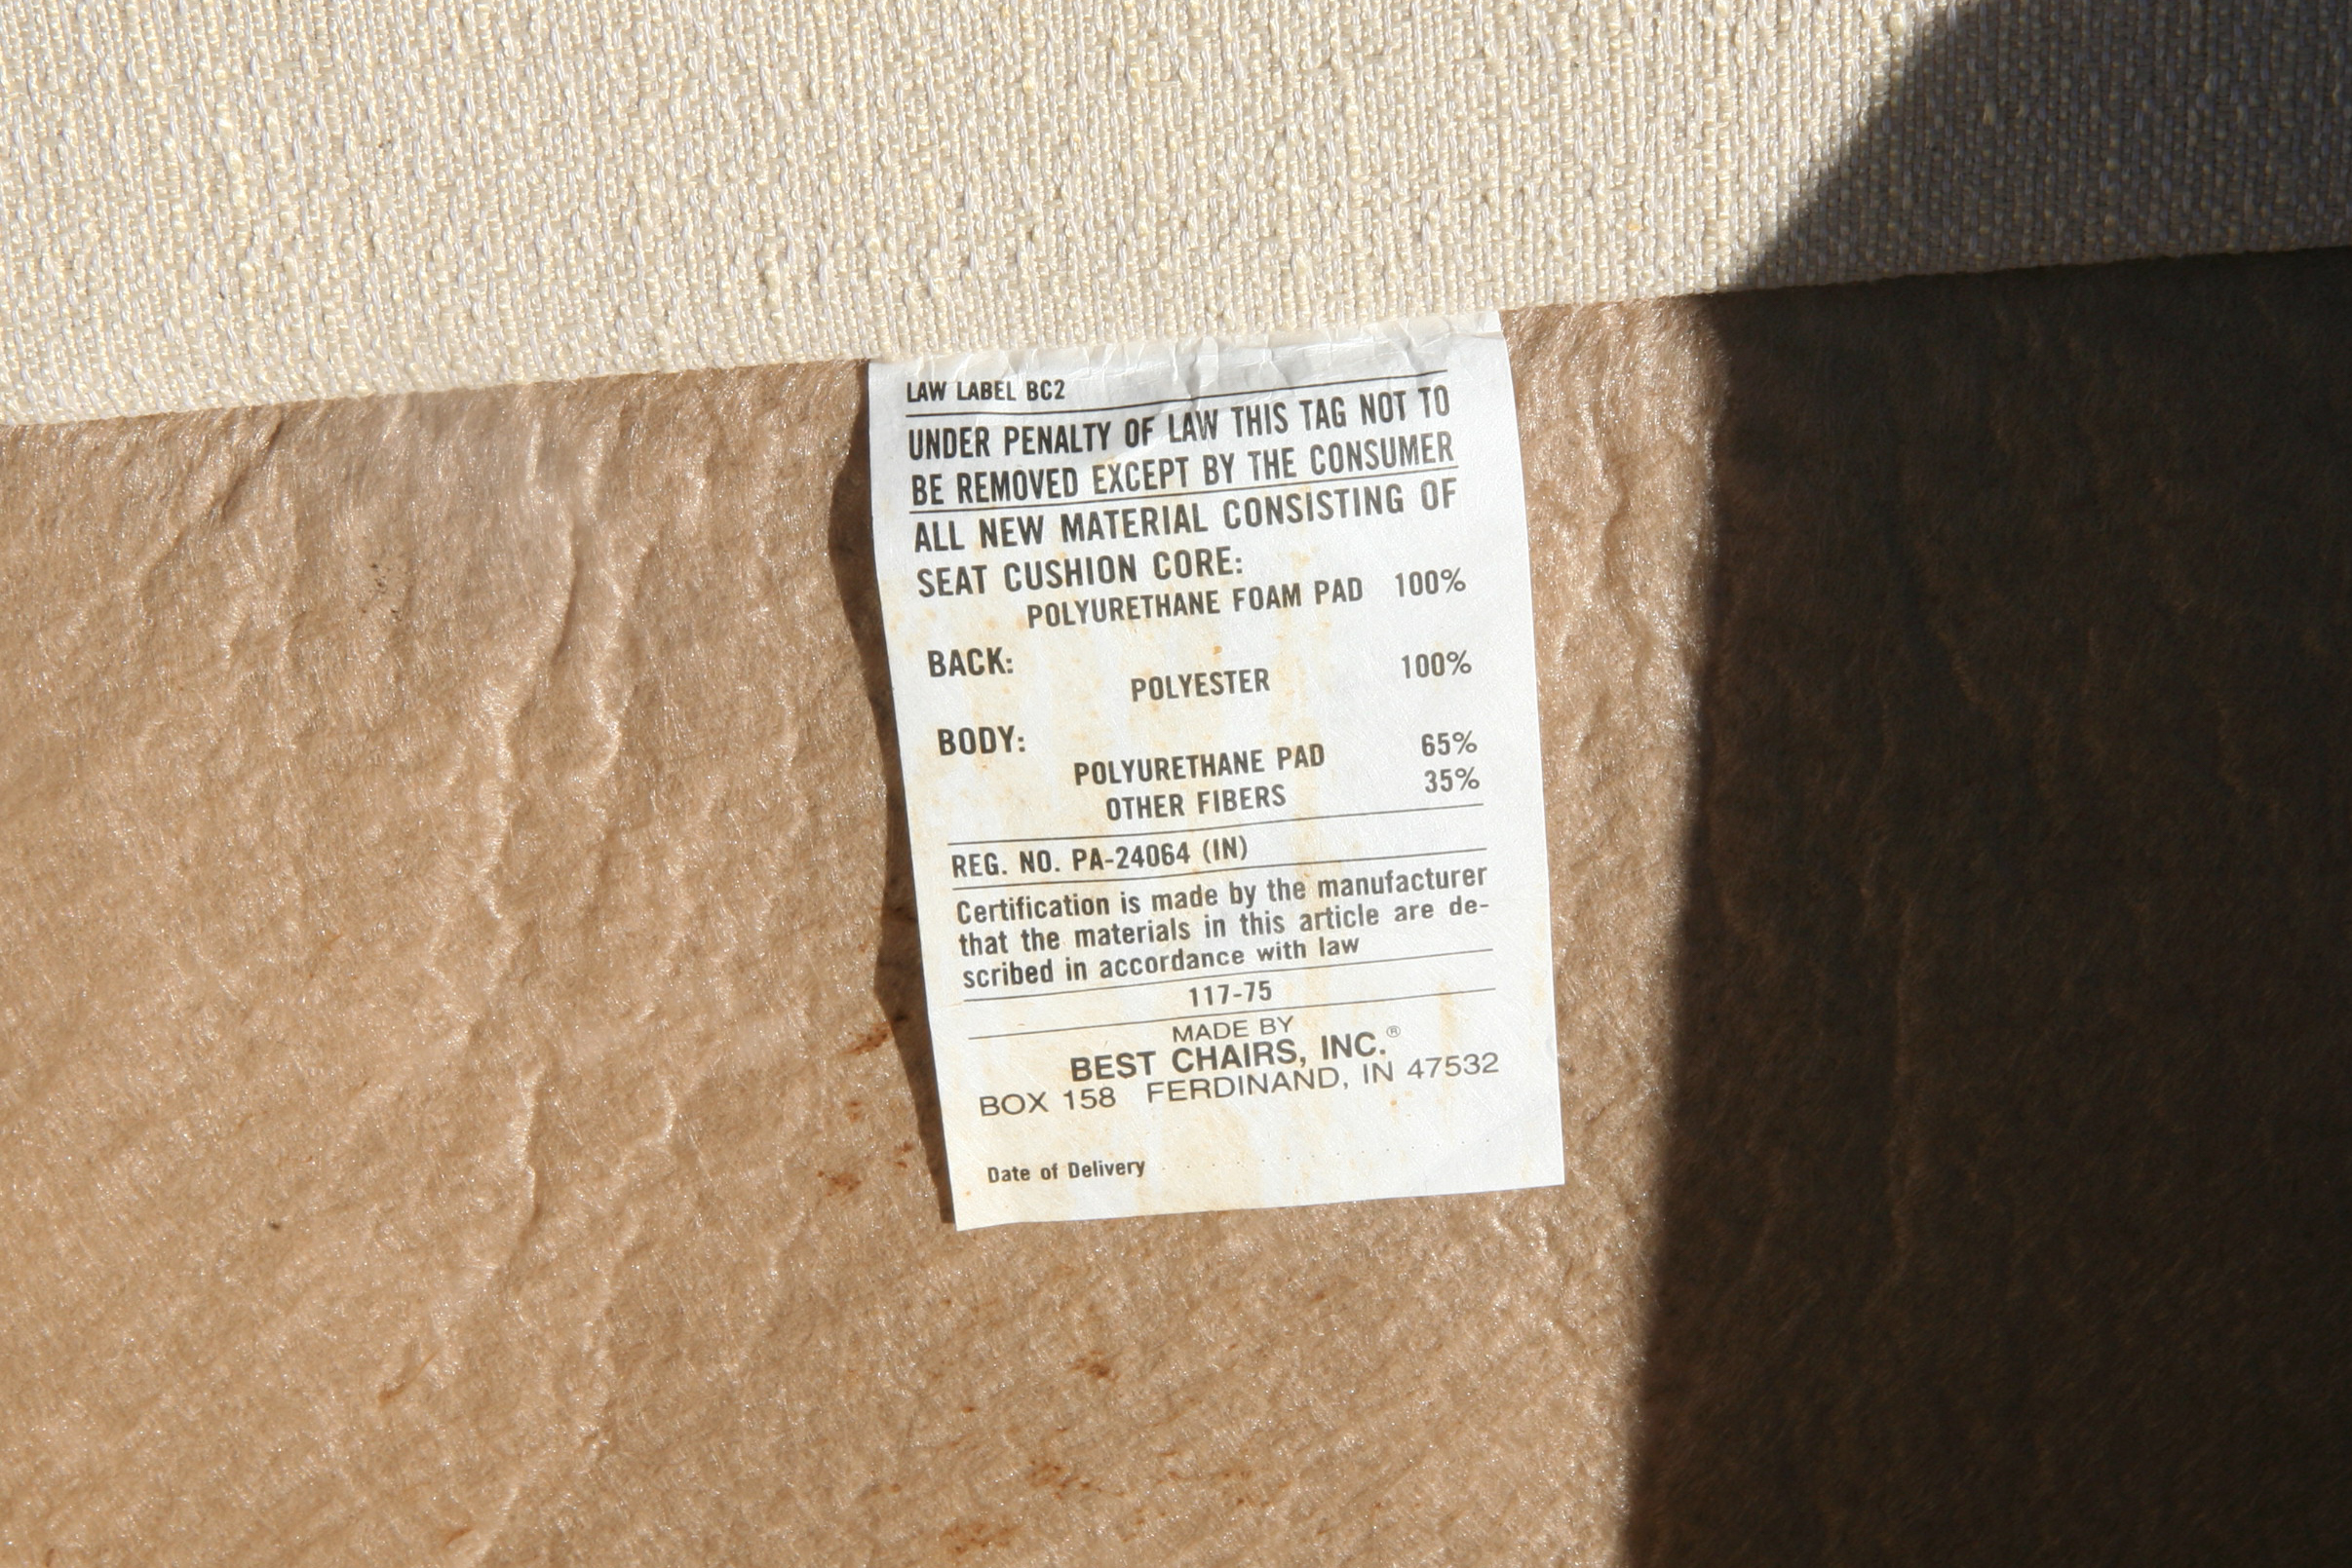 LAW LABEL BC2
UNDER PENALTY OF LAW THIS TAG NOT TO
BE REMOVED EXCEPT BY THE CONSUMER
ALL NEW MATERIAL CONSISTING OF
SEAT CUSHION CORE:
POLYURETHANE FOAM PAD 100%
BACK:
POLYESTER 100%
BODY:
POLYURETHANE PAD 65%
OTHER FIBERS 35%
REG. NO. PA-24064 (IN)
Certification is made by the manufacturer
that the materials in this article are de-
scribed in accordance with law
117-75
MADE BY
BEST CHAIRS, INC.®
BOX 158 FERDINAND, IN 47532
Date of Delivery